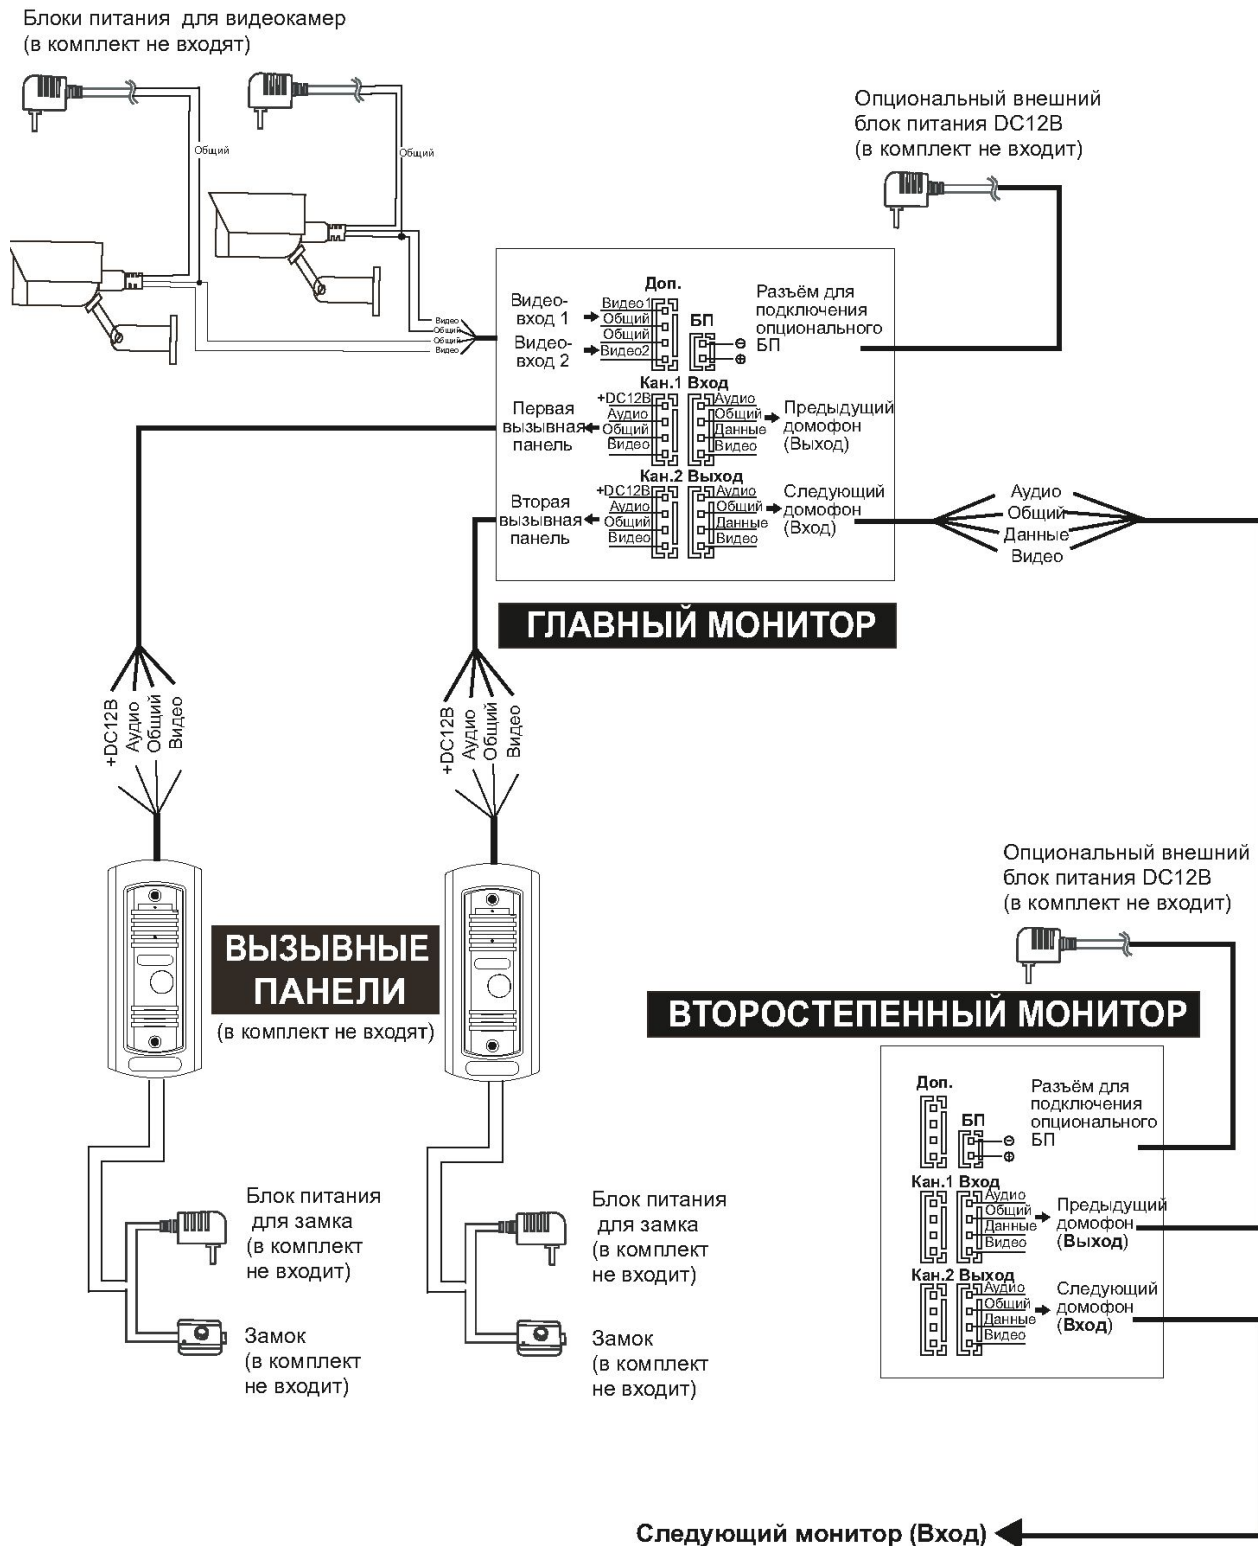 Блоки питания для видеокамер
(в комплект не входят)
Общий
Общий
Опциональный внешний
блок питания DC12В
(в комплект не входит)
Видео
Общий
Общий
Видео
Доп.
Видео-
вход 1
Видео1
Общий
Общий
Видео-
вход 2
Видео2
БП
⊖
⊕
Разъём для
подключения
опционального
БП
Кан.1 Вход
Первая
вызывная
панель
+DC12В
Аудио
Общий
Видео
Аудио
Общий
Данные
Видео
Предыдущий
домофон
(Выход)
Кан.2 Выход
Вторая
вызывная
панель
+DC12В
Аудио
Общий
Видео
Аудио
Общий
Данные
Видео
Следующий
домофон
(Вход)
Аудио
Общий
Данные
Видео
ГЛАВНЫЙ МОНИТОР
+DC12В
Аудио
Общий
Видео
+DC12В
Аудио
Общий
Видео
ВЫЗЫВНЫЕ
ПАНЕЛИ
(в комплект не входят)
Опциональный внешний
блок питания DC12В
(в комплект не входит)
ВТОРОСТЕПЕННЫЙ МОНИТОР
Доп.
БП
⊖
⊕
Разъём для
подключения
опционального
БП
Кан.1 Вход
Аудио
Общий
Данные
Видео
Предыдущий
домофон
(Выход)
Кан.2 Выход
Аудио
Общий
Данные
Видео
Следующий
домофон
(Вход)
Блок питания
для замка
(в комплект
не входит)
Замок
(в комплект
не входит)
Блок питания
для замка
(в комплект
не входит)
Замок
(в комплект
не входит)
Следующий монитор (Вход)